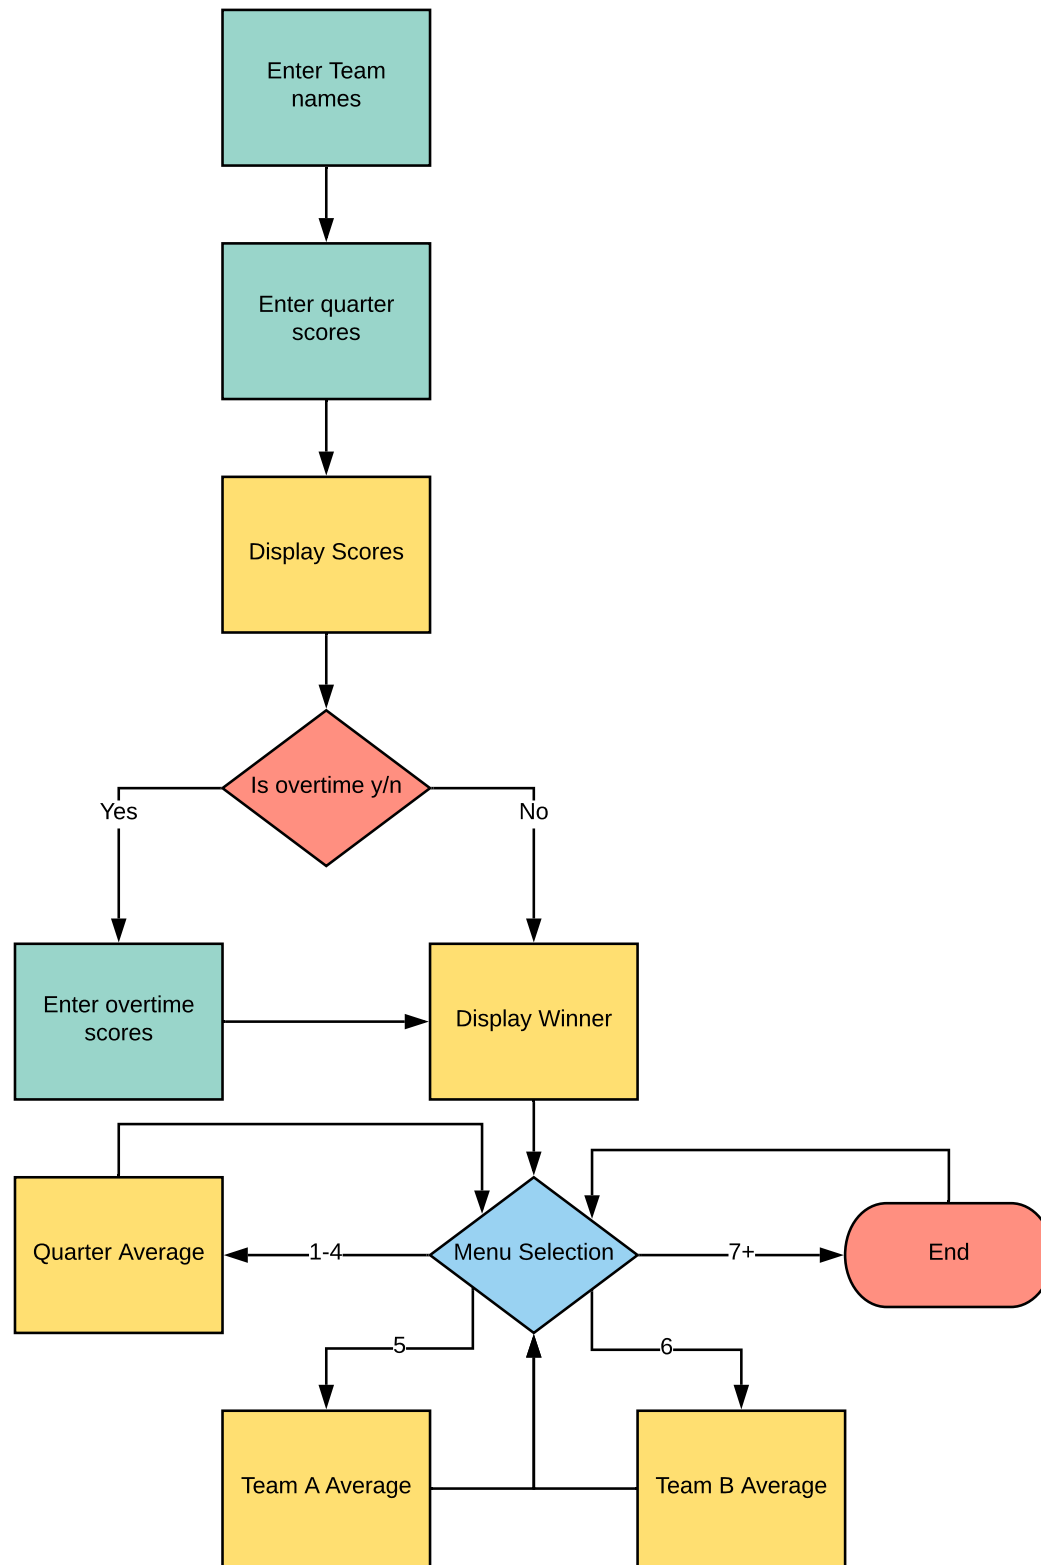 Enter Team
names
Enter quarter
scores
Display Scores
Is overtime y/n
Yes
No
Enter overtime
scores
Display Winner
Quarter Average
1-4
Menu Selection
7+
End
5
6
Team A Average
Team B Average